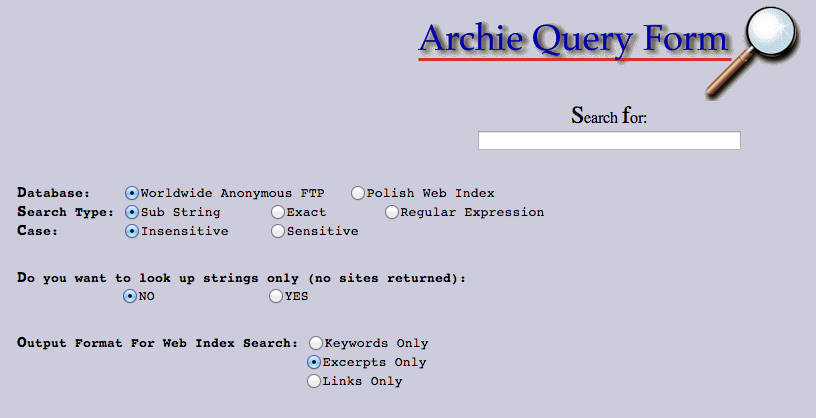 Archie Query Form
Search for:
Database: Worldwide Anonymous FTP Polish Web Index
Search Type: Sub String Exact Regular Expression
Case: Insensitive Sensitive
Do you want to look up strings only (no sites returned):
NO YES
Output Format For Web Index Search: Keywords Only
Excerpts Only
Links Only